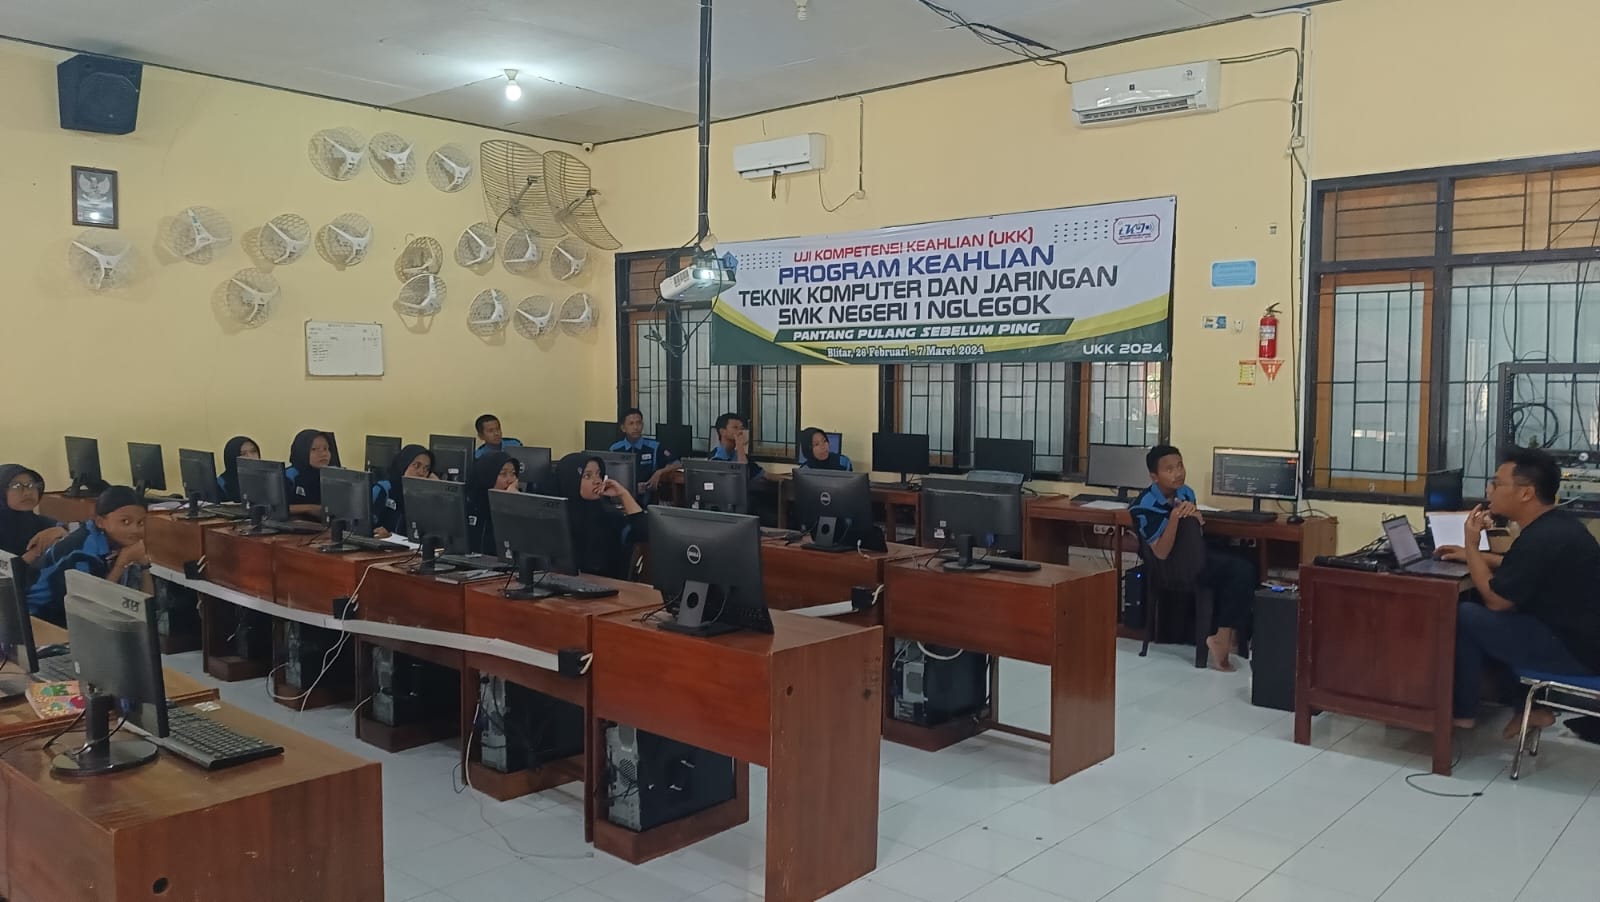 UJI KOMPETENSI KEAHLIAN (UKK)
PROGRAM KEAHLIAN
TEKNIK KOMPUTER DAN JARINGAN
SMK NEGERI 1 NGLEGOK
PANTANG PULANG SEBELUM PING
Blitar, 26 Februari - 7 Maret 2024
UKK 2024
DELL